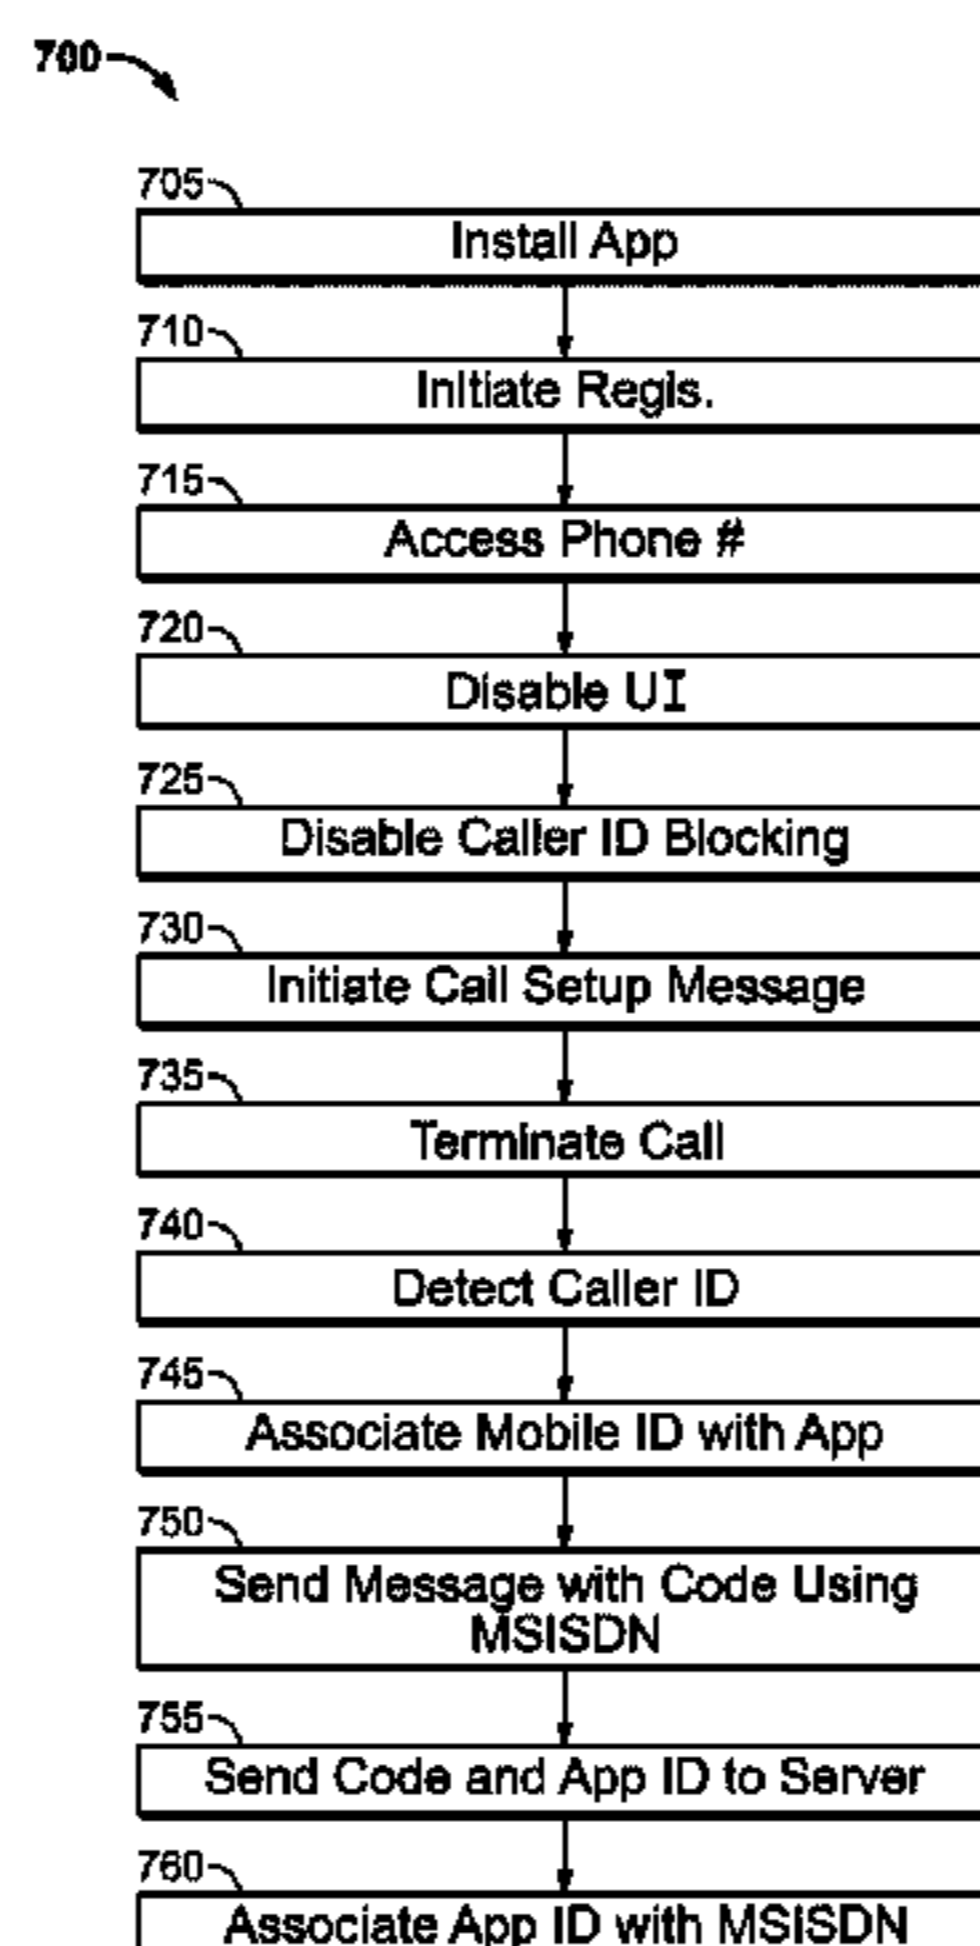 700
705
Install App
710
Initiate Regis.
715
Access Phone #
720
Disable UI
725
Disable Caller ID Blocking
730
Initiate Call Setup Message
735
Terminate Call
740
Detect Caller ID
745
Associate Mobile ID with App
750
Send Message with Code Using
MSISDN
755
Send Code and App ID to Server
760
Associate App ID with MSISDN